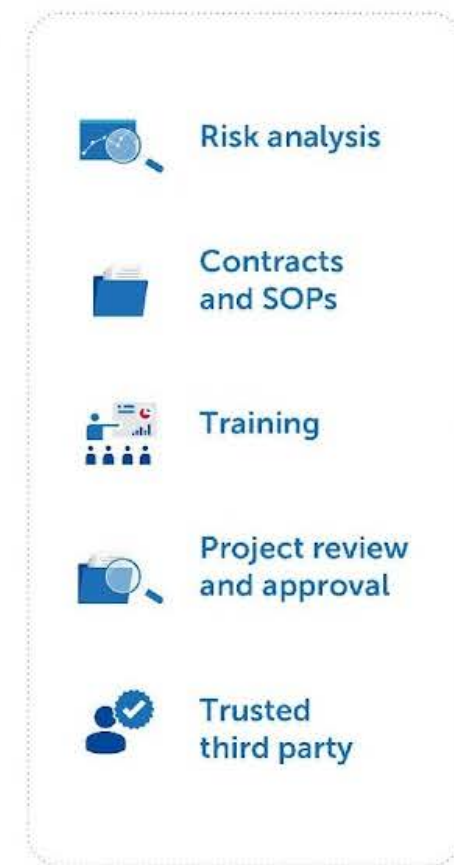 Risk analysis
Contracts
and SOPs
Training
Project review
and approval
Trusted
third party